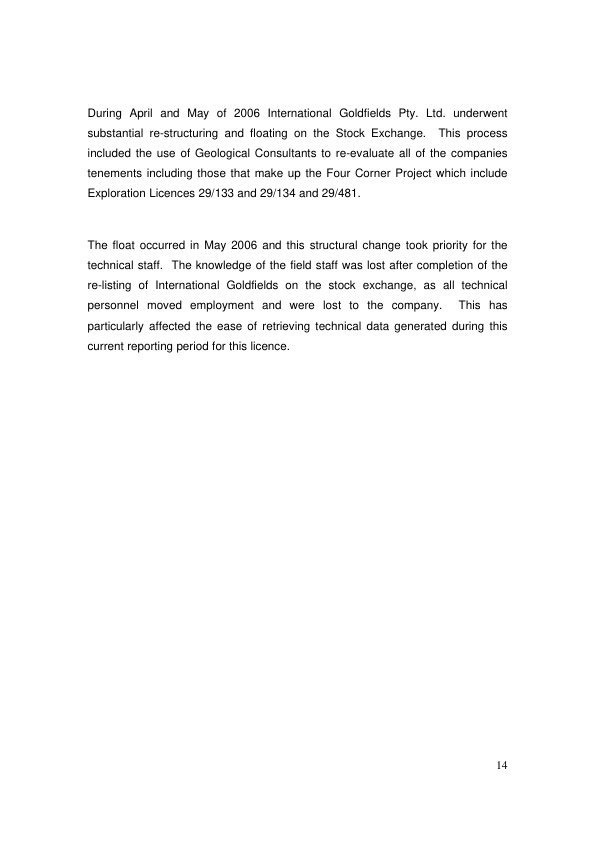 During April and May of 2006 International Goldfields Pty. Ltd. underwent
substantial re-structuring and floating on the Stock Exchange.  This process
included the use of Geological Consultants to re-evaluate all of the companies
tenements including those that make up the Four Corner Project which include
Exploration Licences 29/133 and 29/134 and 29/481.
The float occurred in May 2006 and this structural change took priority for the
technical staff.  The knowledge of the field staff was lost after completion of the
re-listing of International Goldfields on the stock exchange, as all technical
personnel moved employment and were lost to the company.  This has
particularly affected the ease of retrieving technical data generated during this
current reporting period for this licence.
14